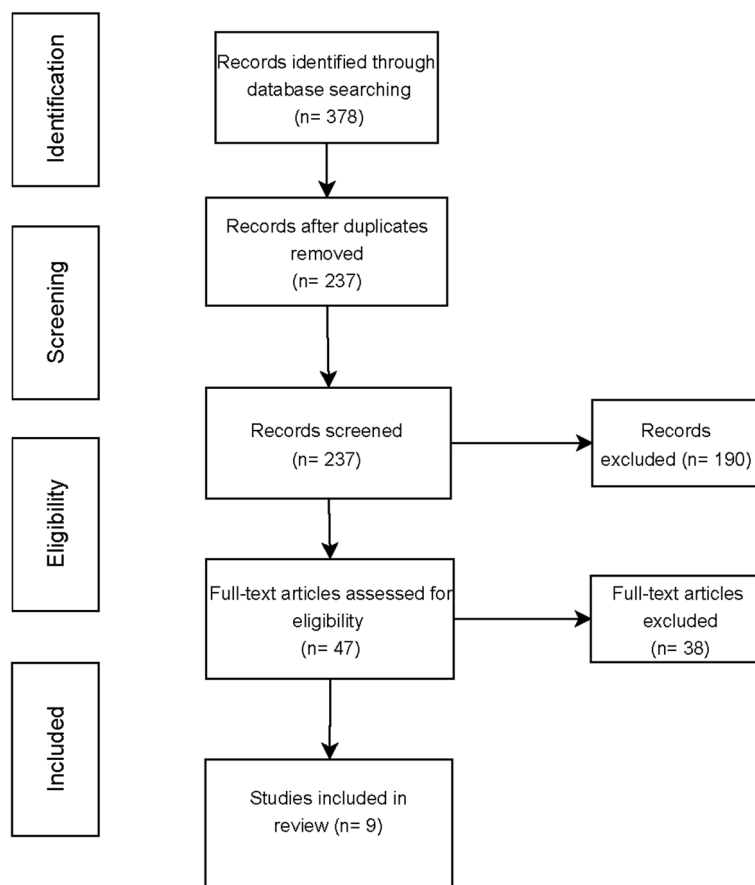 Identification
Records identified through
database searching
(n= 378)
Records after duplicates
removed
(n= 237)
Screening
Records screened
(n= 237)
Records
excluded (n= 190)
Eligibility
Full-text articles assessed for
eligibility
(n= 47)
Full-text articles
excluded
(n= 38)
Included
Studies included in
review (n= 9)